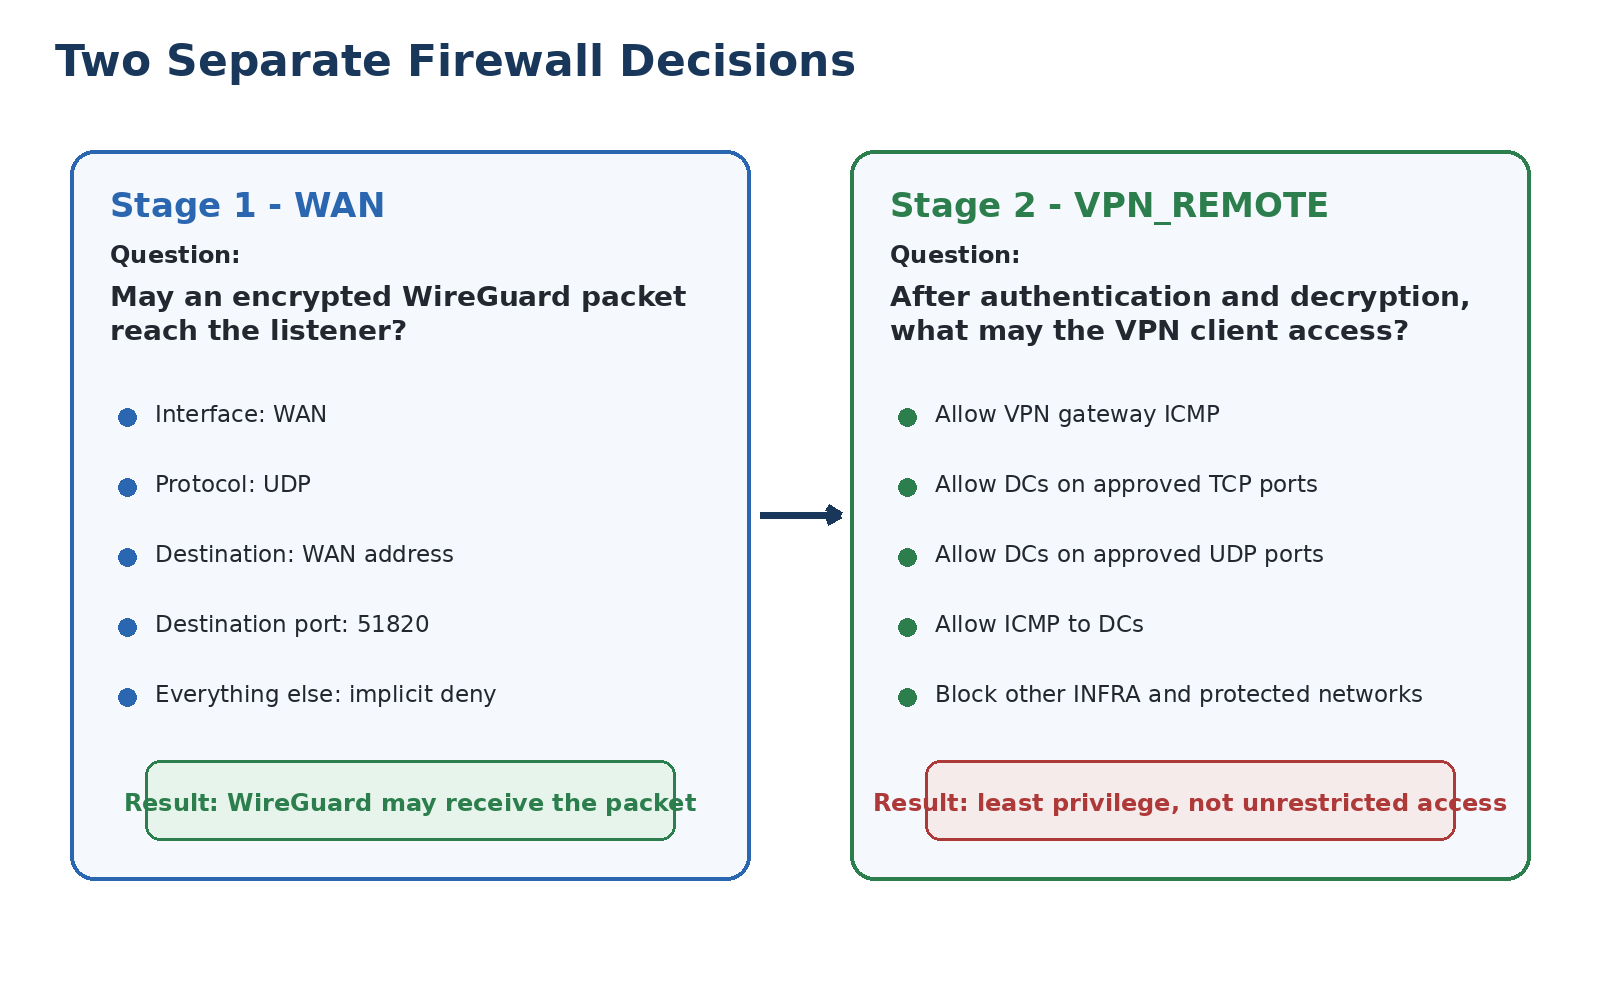 Two Separate Firewall Decisions
Stage 1 - WAN
Question:
May an encrypted WireGuard packet
reach the listener?
Interface: WAN
Protocol: UDP
Destination: WAN address
Destination port: 51820
Everything else: implicit deny
Result: WireGuard may receive the packet
Stage 2 - VPN_REMOTE
Question:
After authentication and decryption,
what may the VPN client access?
Allow VPN gateway ICMP
Allow DCs on approved TCP ports
Allow DCs on approved UDP ports
Allow ICMP to DCs
Block other INFRA and protected networks
Result: least privilege, not unrestricted access